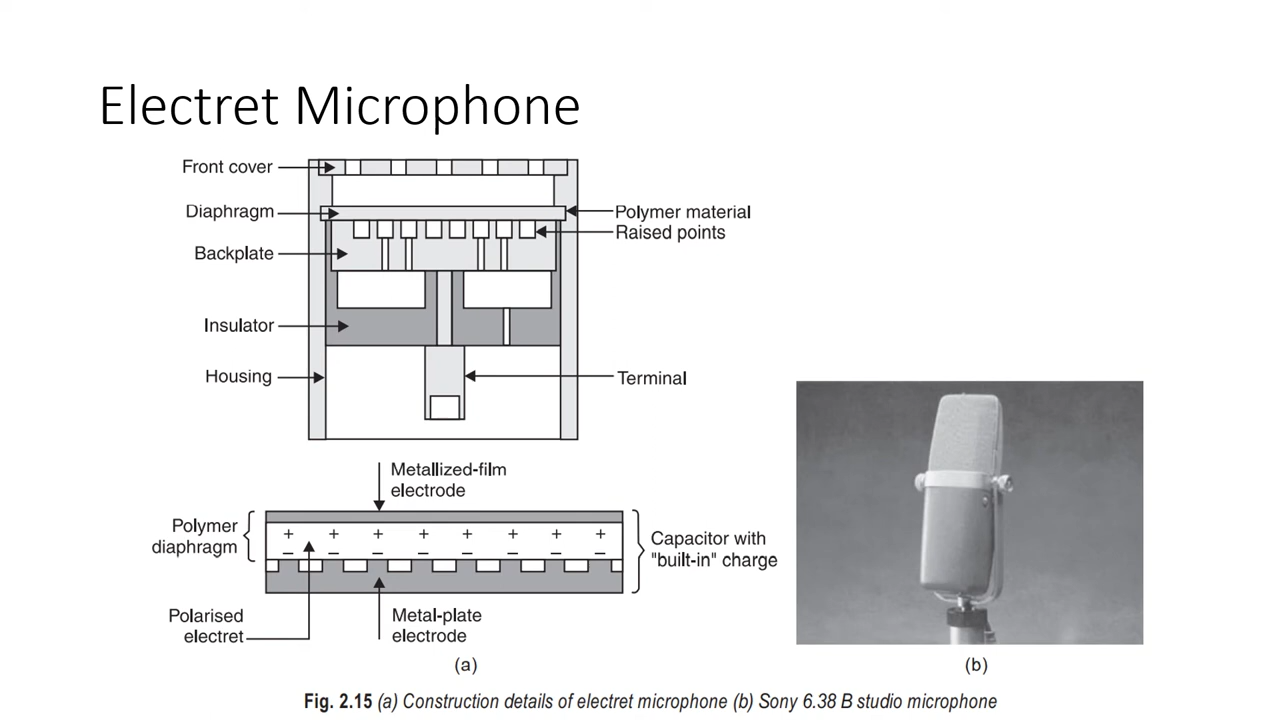 Electret Microphone
Front cover
Diaphragm
Polymer material
Raised points
Backplate
Insulator
Housing
Terminal
Metallized-film
electrode
Polymer
diaphragm
+ + + + + + + +
– – – – – – – –
Capacitor with
"built-in" charge
Polarised
electret
Metal-plate
electrode
(a)
(b)
Fig. 2.15 (a) Construction details of electret microphone (b) Sony 6.38 B studio microphone